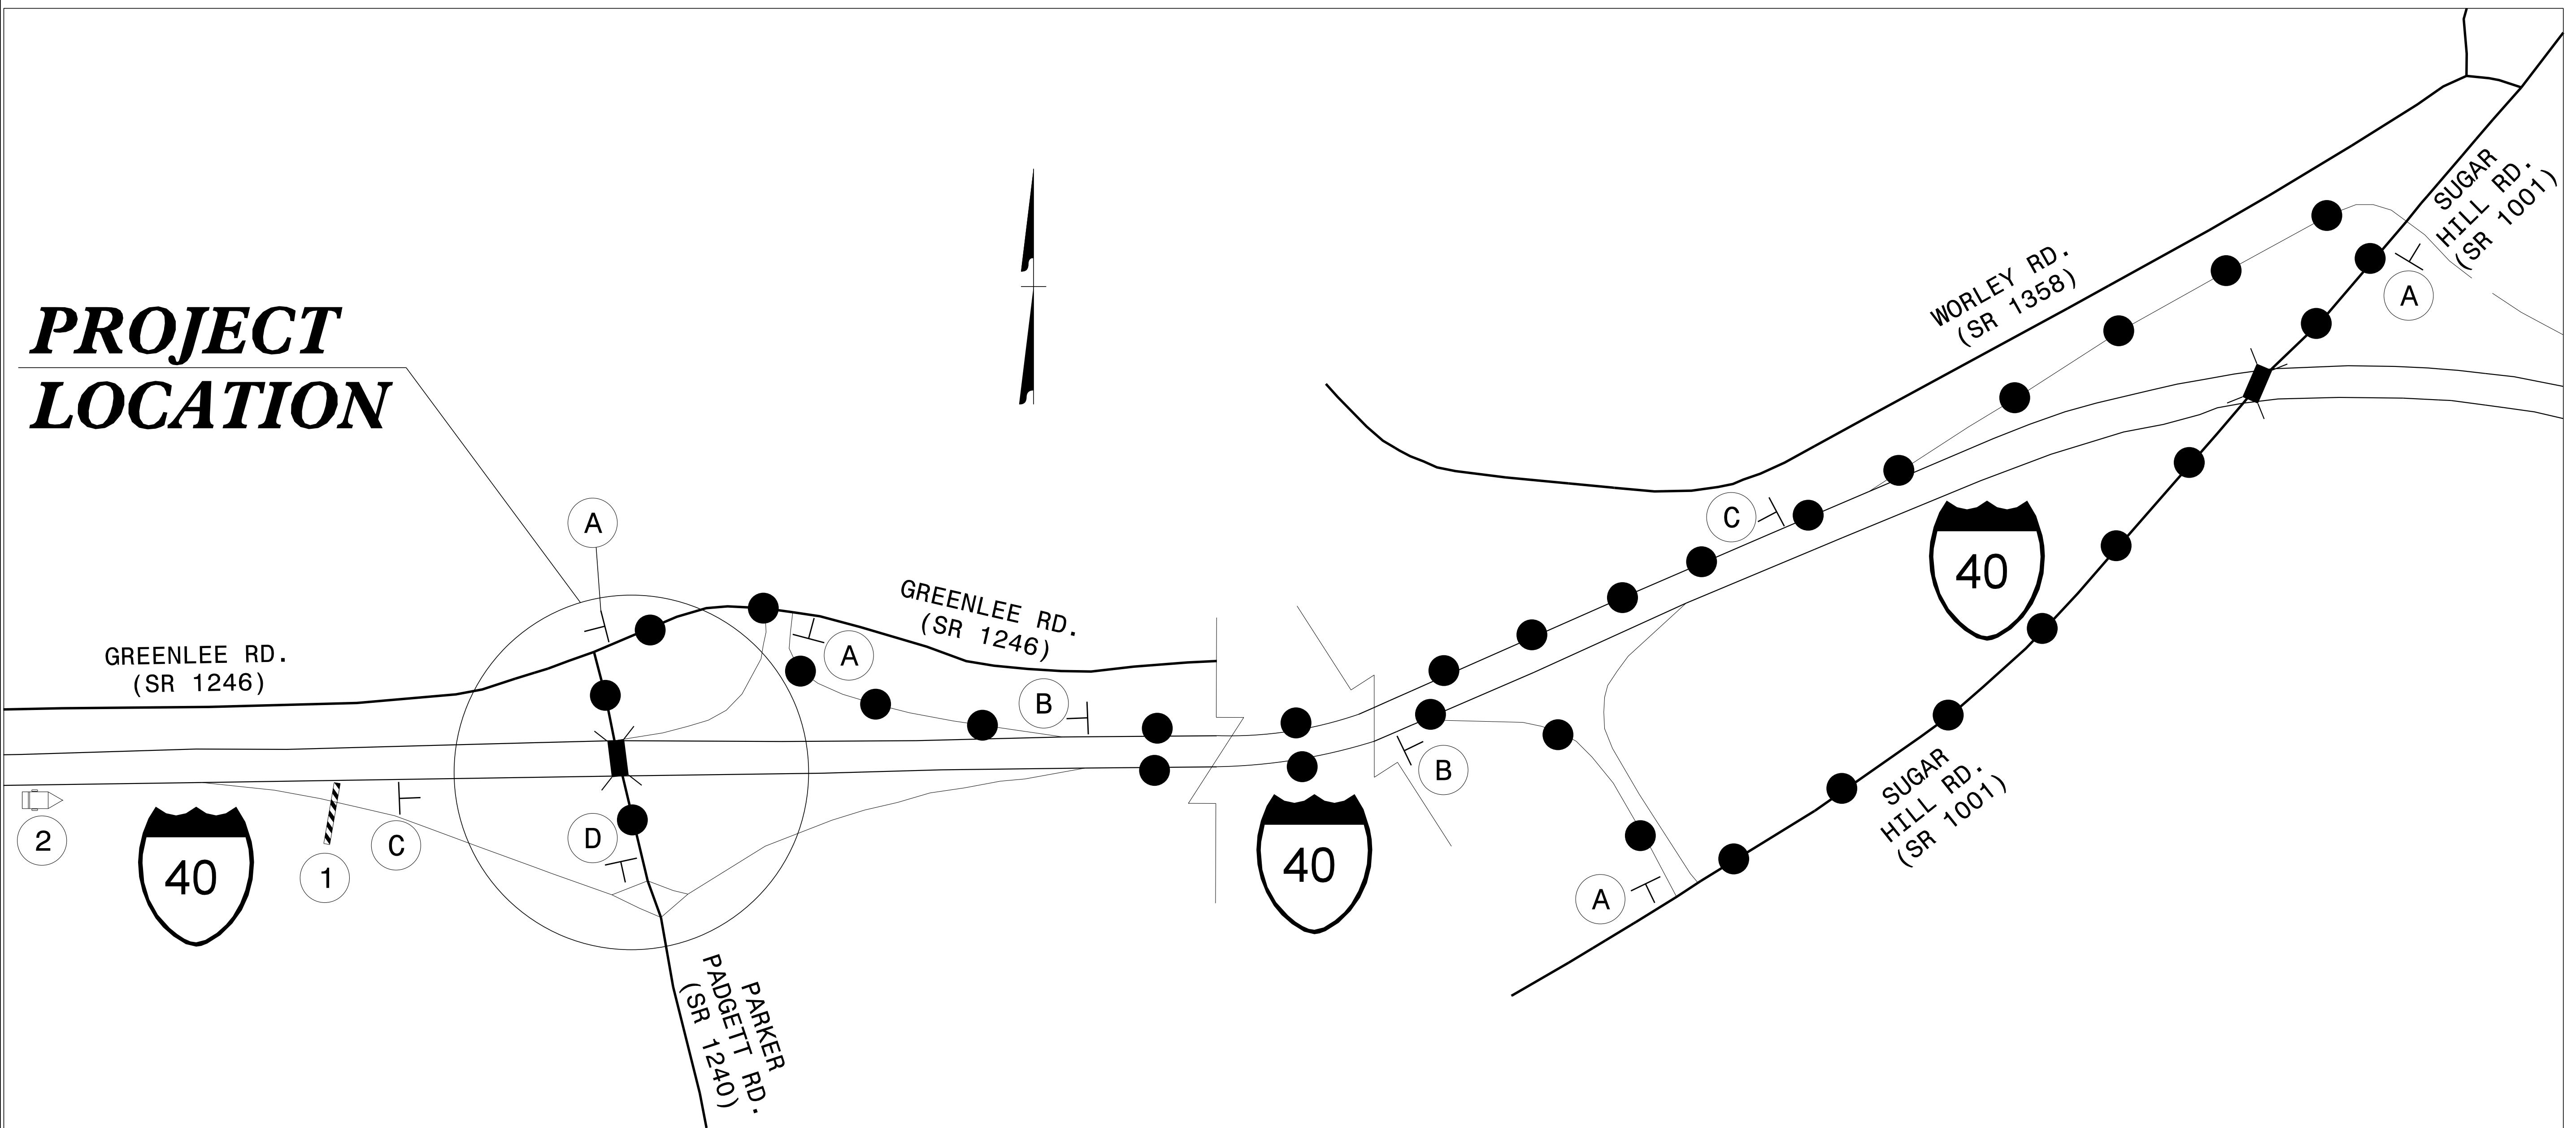 PROJECT
LOCATION
GREENLEE RD.
(SR 1246)
A
GREENLEE RD.
(SR 1246)
A
B
2
40
1
C
D
PARKER
PADGETT RD.
(SR 1240)
40
B
C
WORLEY RD.
(SR 1358)
SUGAR
HILL RD.
(SR 1001)
A
40
SUGAR
HILL RD.
(SR 1001)
A